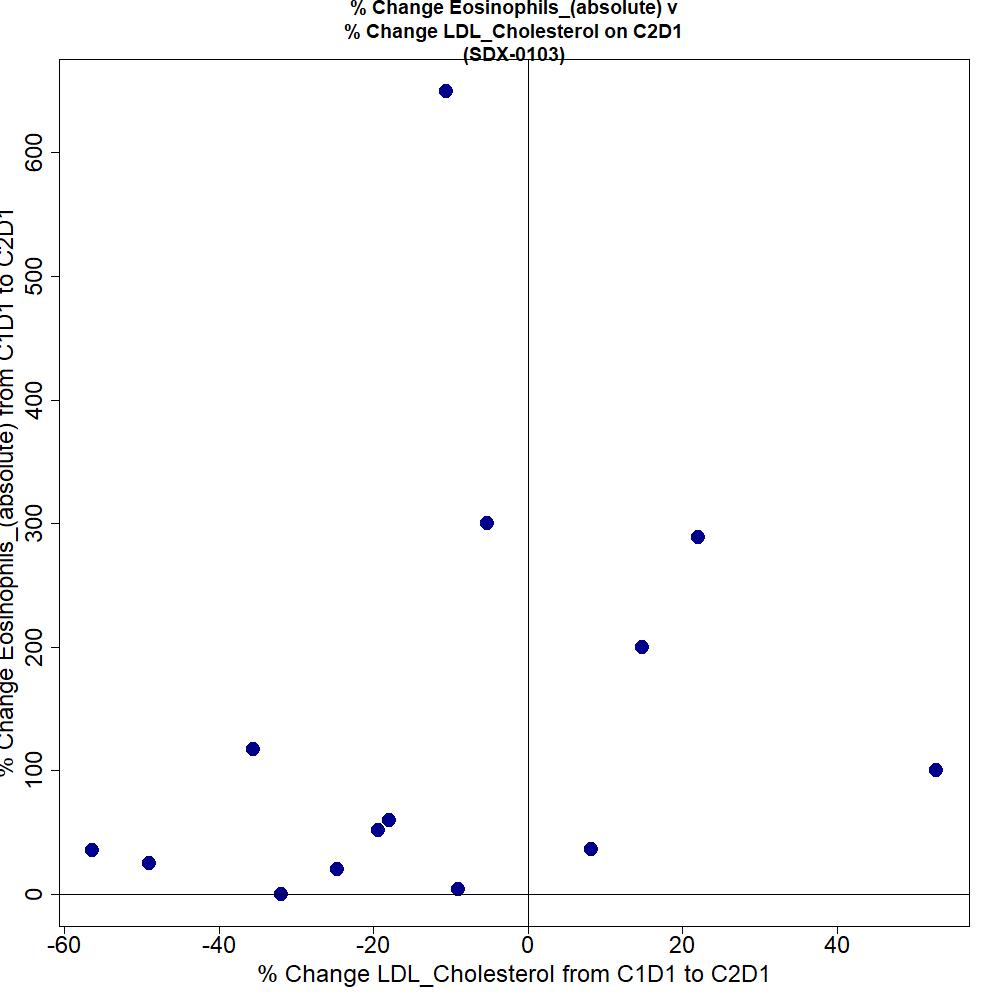 % Change Eosinophils_(absolute) v
% Change LDL_Cholesterol on C2D1
(SDX-0103)
% Change Eosinophils_(absolute) from C1D1 to C2D1
600
500
400
300
200
100
0
-60
-40
-20
0
20
40
% Change LDL_Cholesterol from C1D1 to C2D1